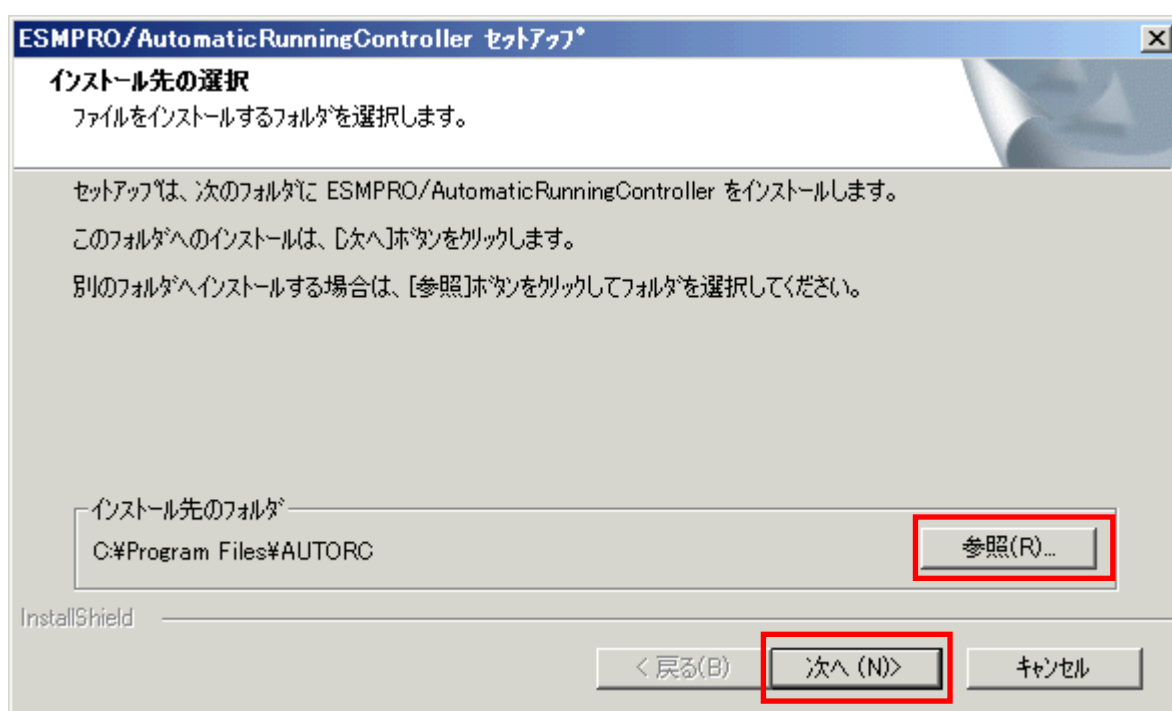 ESMPRO/AutomaticRunningController セットアップ
インストール先の選択
ファイルをインストールするフォルダを選択します。
セットアップは、次のフォルダに ESMPRO/AutomaticRunningController をインストールします。
このフォルダへのインストールは、[次へ]ボタンをクリックします。
別のフォルダへインストールする場合は、[参照]ボタンをクリックしてフォルダを選択してください。
インストール先のフォルダ
C:¥Program Files¥AUTORC
参照(R)...
InstallShield
< 戻る(B)
次へ (N)>
キャンセル